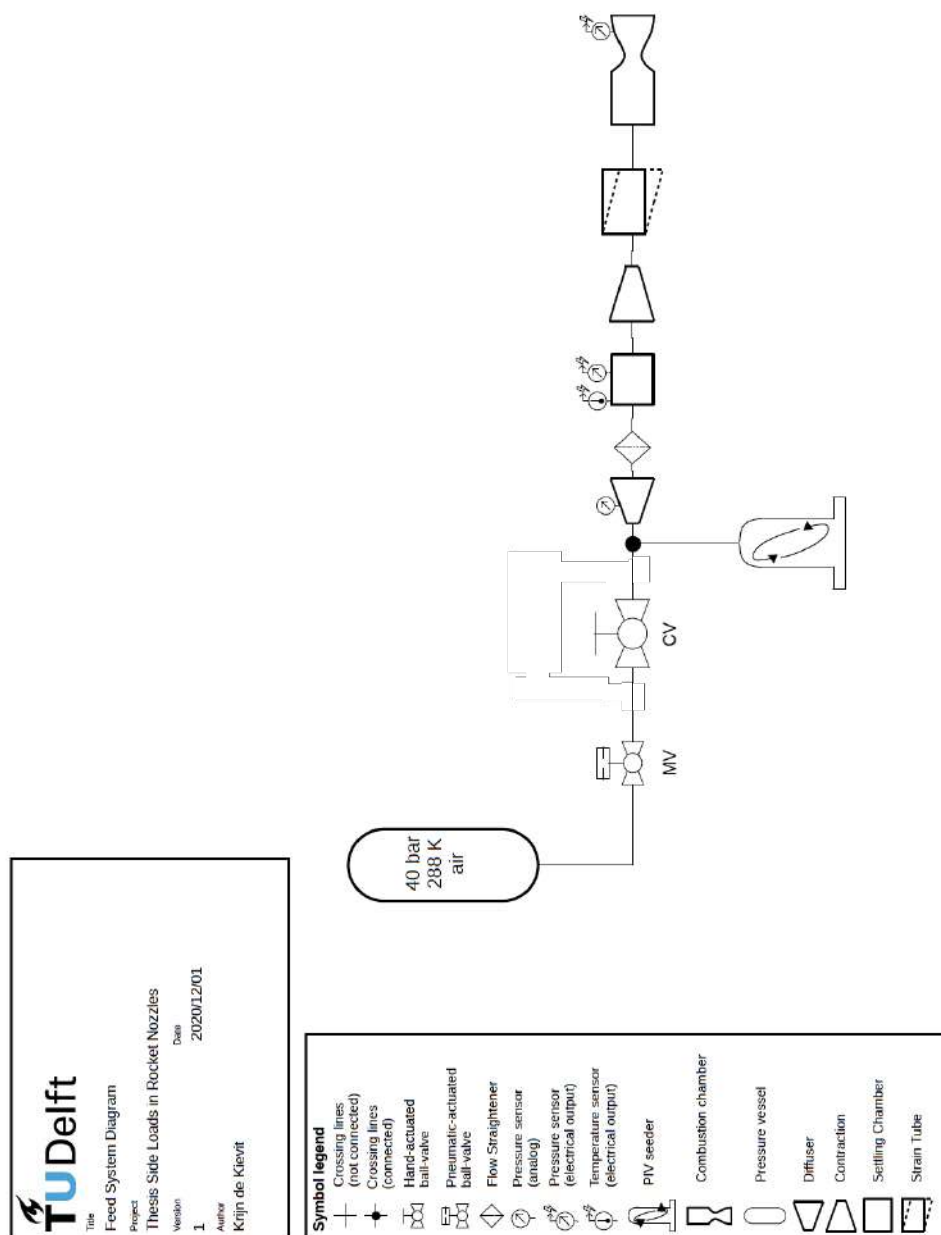 TU Delft
Title
Feed System Diagram
Project
Thesis Side Loads in Rocket Nozzles
Version
Date
1
2020/12/01
Author
Krijn de Kievit
40 bar
288 K
air
MV
CV
Symbol legend
Crossing lines
(not connected)
Crossing lines
(connected)
Hand-actuated
ball-valve
Pneumatic-actuated
ball-valve
Flow Straightener
Pressure sensor
(analog)
Pressure sensor
(electrical output)
Temperature sensor
(electrical output)
PIV seeder
Combustion chamber
Pressure vessel
Diffuser
Contraction
Settling Chamber
Strain Tube